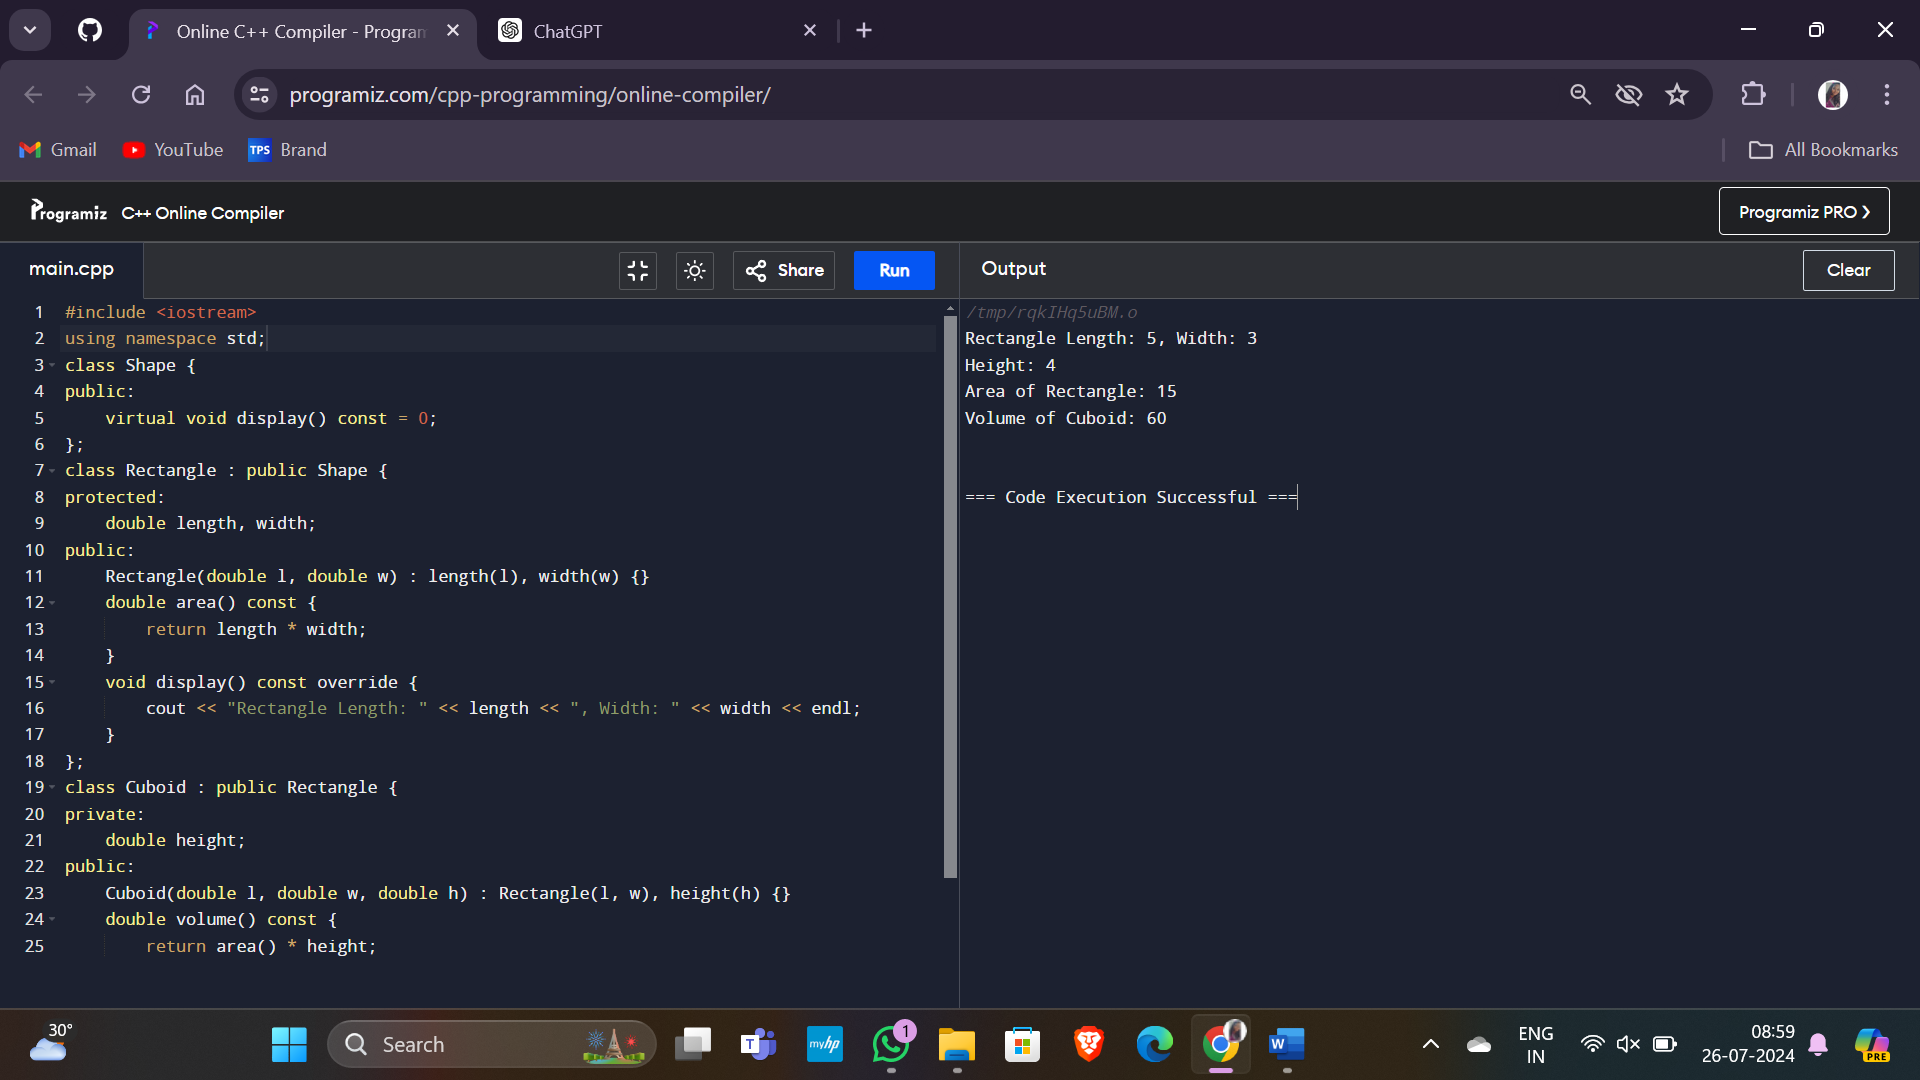 Online C++ Compiler - Program
ChatGPT
programiz.com/cpp-programming/online-compiler/
Gmail
YouTube
TPS
Brand
All Bookmarks
Programiz
C++ Online Compiler
Programiz PRO
main.cpp
Share
Run
Output
Clear
1 #include <iostream>
2 using namespace std;
3 class Shape {
4 public:
5     virtual void display() const = 0;
6 };
7 class Rectangle : public Shape {
8 protected:
9     double length, width;
10 public:
11     Rectangle(double l, double w) : length(l), width(w) {}
12     double area() const {
13         return length * width;
14     }
15     void display() const override {
16         cout << "Rectangle Length: " << length << ", Width: " << width << endl;
17     }
18 };
19 class Cuboid : public Rectangle {
20 private:
21     double height;
22 public:
23     Cuboid(double l, double w, double h) : Rectangle(l, w), height(h) {}
24     double volume() const {
25         return area() * height;
/tmp/rqkIHq5uBM.o
Rectangle Length: 5, Width: 3
Height: 4
Area of Rectangle: 15
Volume of Cuboid: 60
=== Code Execution Successful ===
30°
Search
T
myhp
1
W
ENG
IN
08:59
26-07-2024
PRE